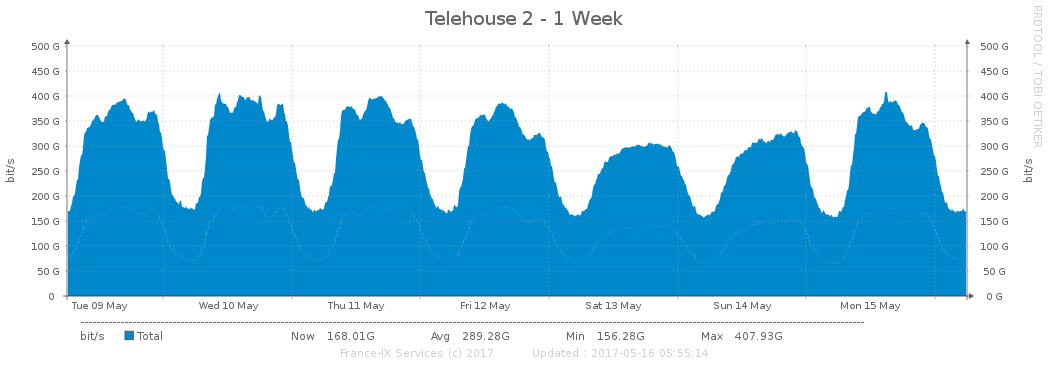 Telehouse 2 - 1 Week
RRDTOOL / TOBI OETIKER
500 G 500 G
450 G 450 G
400 G 400 G
350 G 350 G
300 G 300 G
250 G 250 G
200 G 200 G
150 G 150 G
100 G 100 G
50 G 50 G
0 0 G
bit/s bit/s
Tue 09 May Wed 10 May Thu 11 May Fri 12 May Sat 13 May Sun 14 May Mon 15 May
bit/s Total Now 168.01G Avg 289.28G Min 156.28G Max 407.93G
France-IX Services (c) 2017 Updated : 2017-05-16 05:55:14